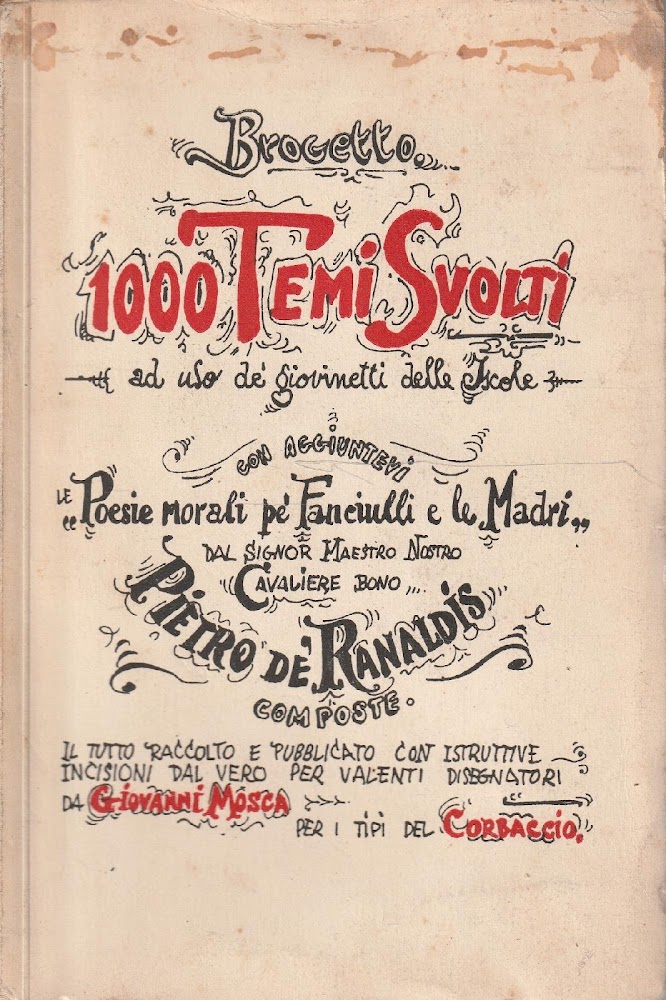 Brogetto
1000 Temi Svolti
ad uso de' giovinetti delle Iscole
CON AGGIUNTEVI
LE "Poesie morali pe' Fanciulli e le Madri"
DAL SIGNOR MAESTRO NOSTRO
CAVALIERE BONO
PIETRO DE' RANALDIS
COMPOSTE.
IL TUTTO RACCOLTO E PUBBLICATO CON ISTRUTTIVE
INCISIONI DAL VERO PER VALENTI DISEGNATORI
DA GIOVANNI MOSCA
PER I TIPI DEL CORBACCIO.